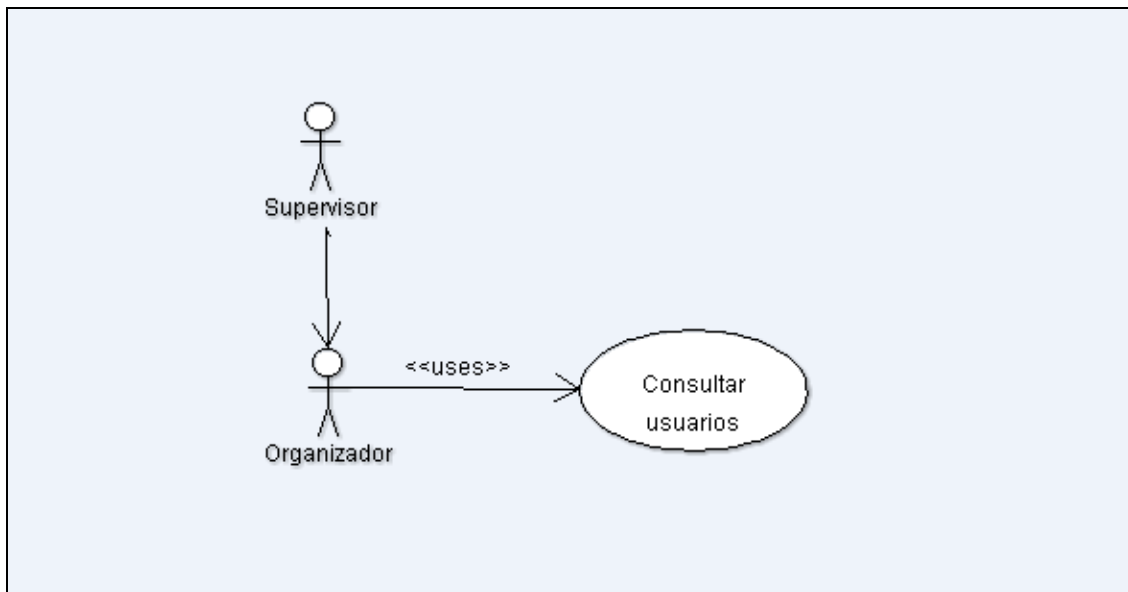 Supervisor
<<uses>>
Consultar
usuarios
Organizador